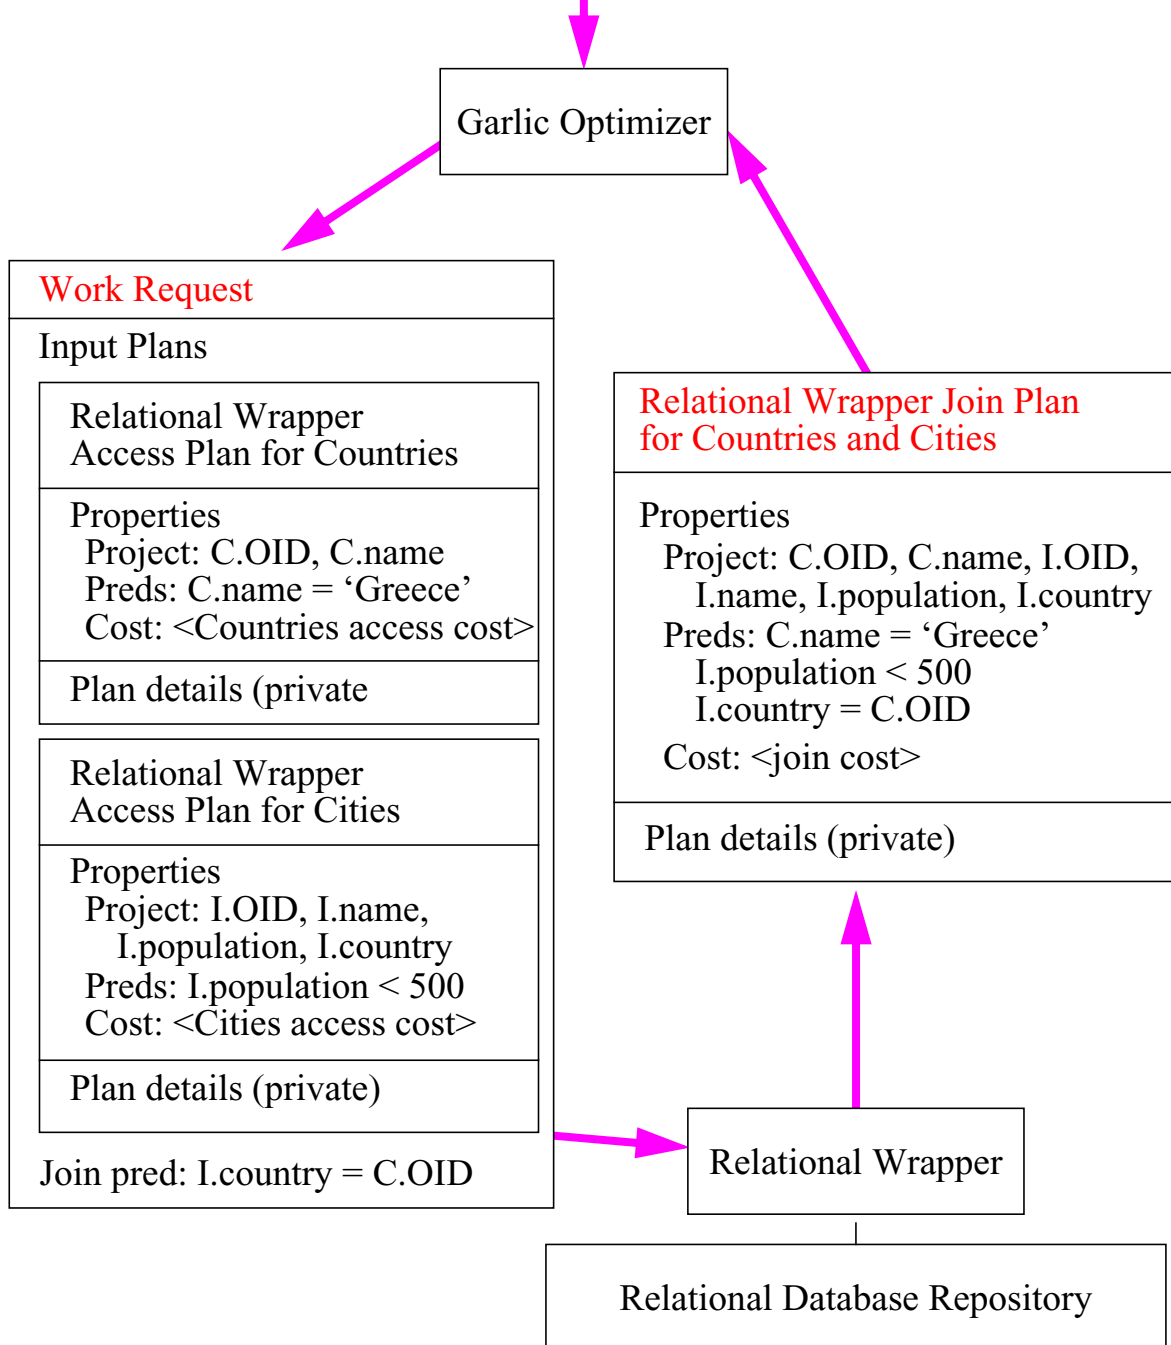 Garlic Optimizer
Work Request
Input Plans
Relational Wrapper
Access Plan for Countries
Properties
Project: C.OID, C.name
Preds: C.name = ‘Greece’
Cost: <Countries access cost>
Plan details (private
Relational Wrapper
Access Plan for Cities
Properties
Project: I.OID, I.name,
I.population, I.country
Preds: I.population < 500
Cost: <Cities access cost>
Plan details (private)
Join pred: I.country = C.OID
Relational Wrapper Join Plan
for Countries and Cities
Properties
Project: C.OID, C.name, I.OID,
I.name, I.population, I.country
Preds: C.name = ‘Greece’
I.population < 500
I.country = C.OID
Cost: <join cost>
Plan details (private)
Relational Wrapper
Relational Database Repository